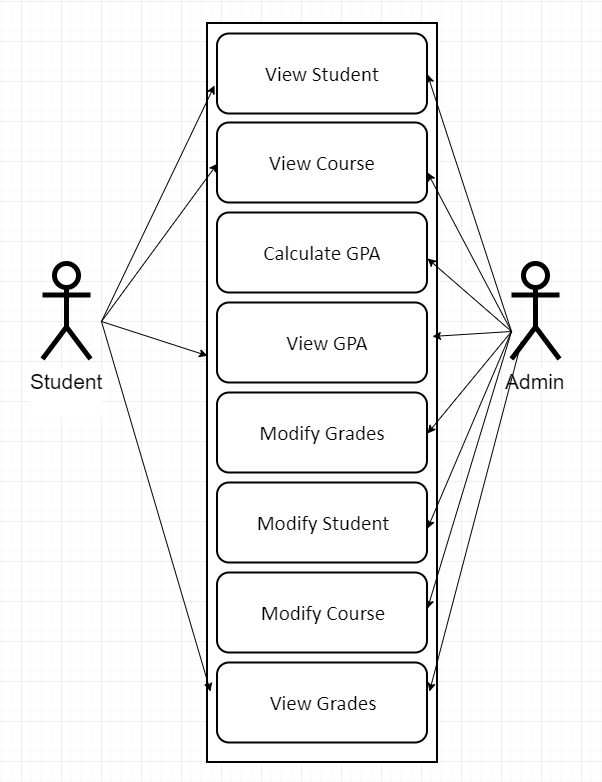 View Student
View Course
Calculate GPA
View GPA
Student
Admin
Modify Grades
Modify Student
Modify Course
View Grades